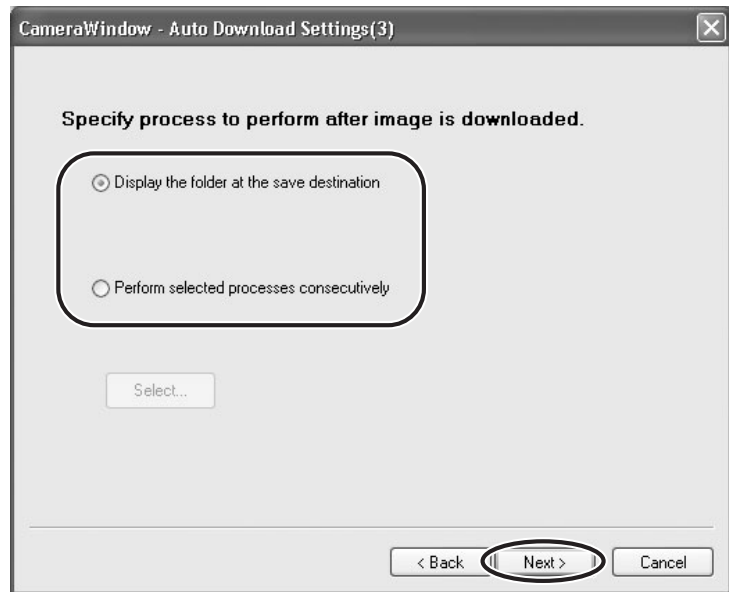 CameraWindow - Auto Download Settings(3)
Specify process to perform after image is downloaded.
Display the folder at the save destination
Perform selected processes consecutively
Select...
< Back Next > Cancel